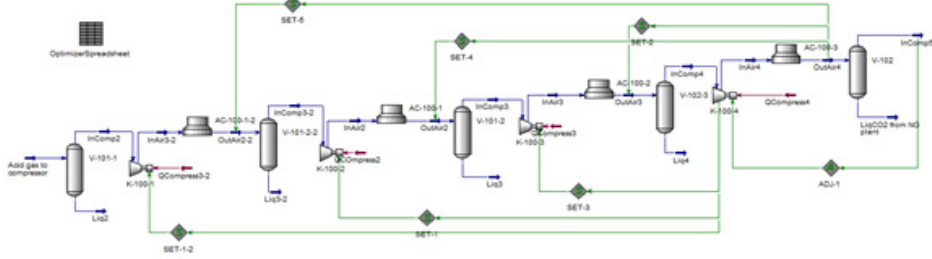 SET-5
OptimizerSpreadsheet
SET-4
SET-2
AC-100-3
InAir4
OutAir4
V-102
InComp5
AC-100-2
InComp4
InAir3
OutAir3
V-102-3
K-100-4
QCompress4
LiqCO2 from NO
plant
AC-100-1
InComp3
InAir2
OutAir2
V-101-2
K-100-3
QCompress3
Liq4
AC-100-1-2
InComp3-2
InAir3-2
OutAir2-2
V-101-2-2
K-100-2
QCompress2
Liq3
InComp2
Acid gas to
compressor
V-101-1
K-100-1
QCompress3-2
Liq3-2
Liq2
ADJ-1
SET-3
SET-1
SET-1-2
S
S
S
S
S
S
A